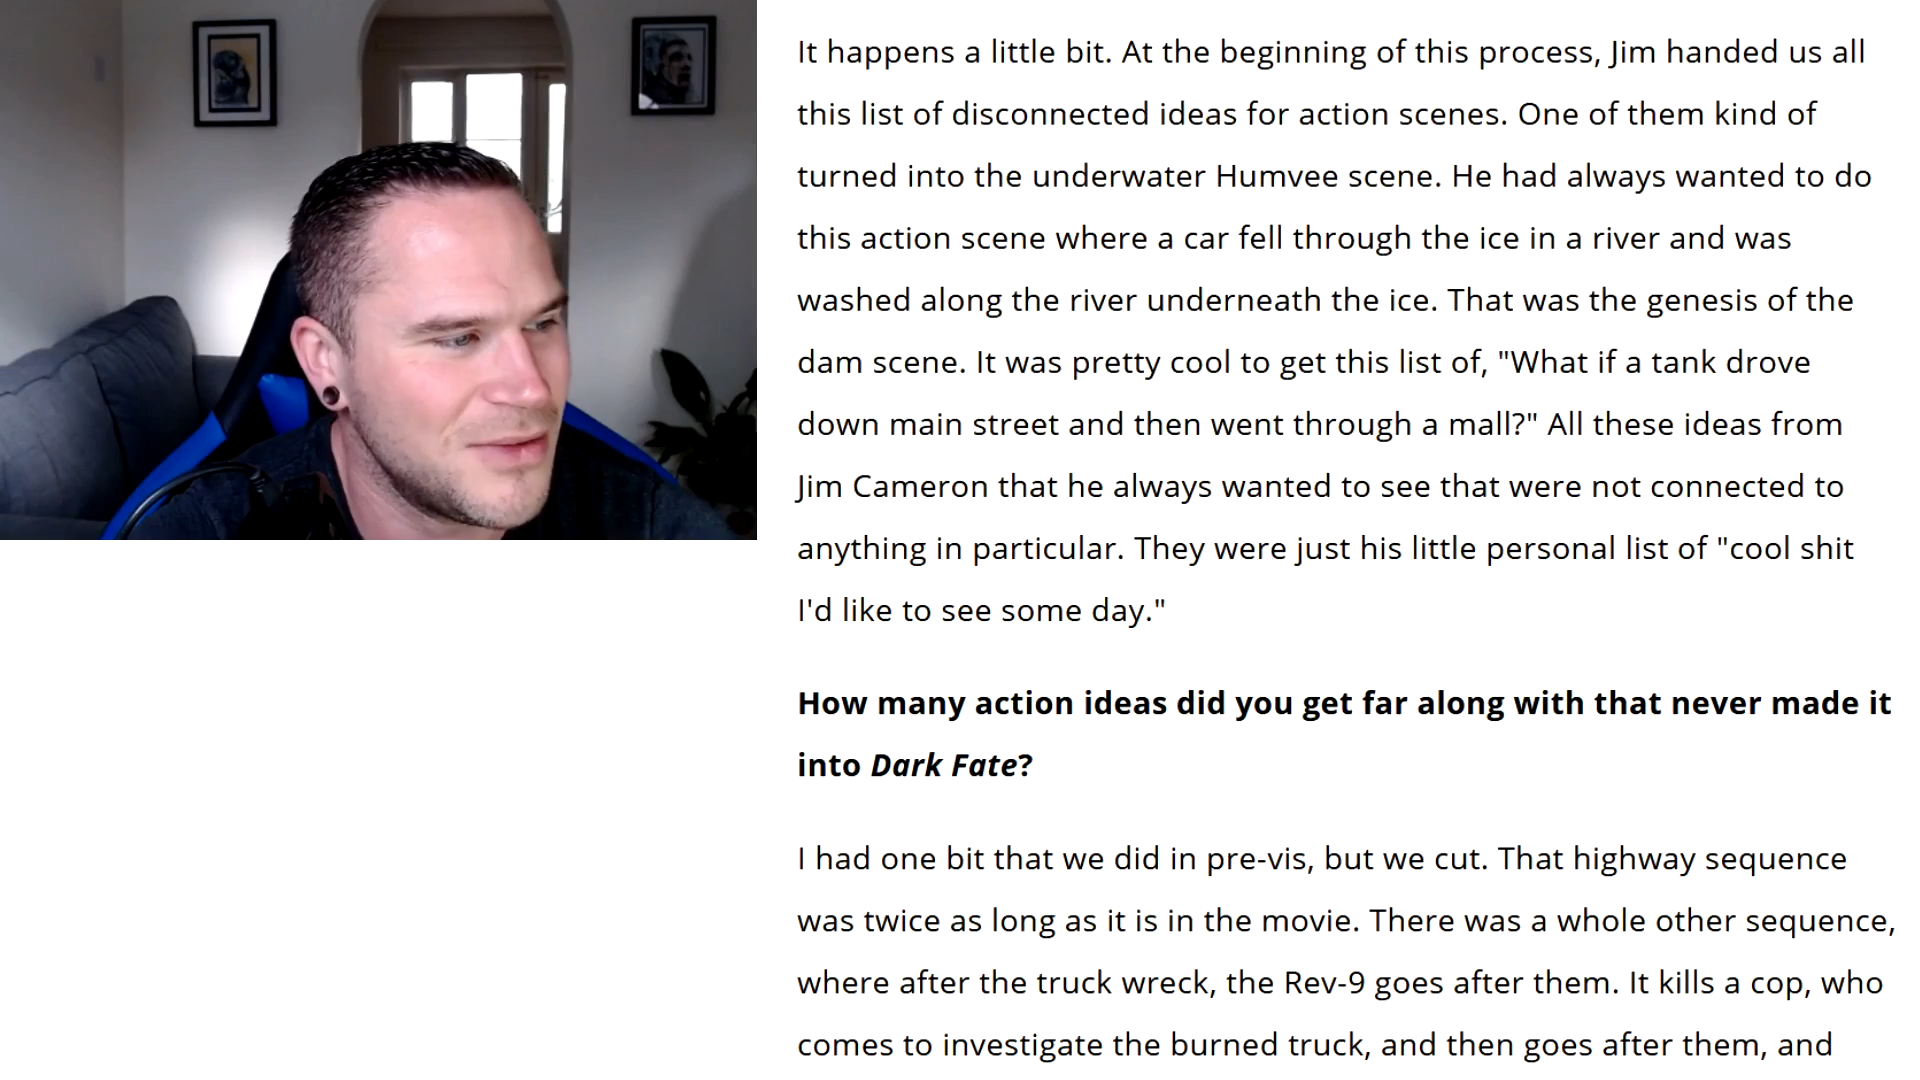 It happens a little bit. At the beginning of this process, Jim handed us all
this list of disconnected ideas for action scenes. One of them kind of
turned into the underwater Humvee scene. He had always wanted to do
this action scene where a car fell through the ice in a river and was
washed along the river underneath the ice. That was the genesis of the
dam scene. It was pretty cool to get this list of, "What if a tank drove
down main street and then went through a mall?" All these ideas from
Jim Cameron that he always wanted to see that were not connected to
anything in particular. They were just his little personal list of "cool shit
I'd like to see some day."
How many action ideas did you get far along with that never made it
into Dark Fate?
I had one bit that we did in pre-vis, but we cut. That highway sequence
was twice as long as it is in the movie. There was a whole other sequence,
where after the truck wreck, the Rev-9 goes after them. It kills a cop, who
comes to investigate the burned truck, and then goes after them, and